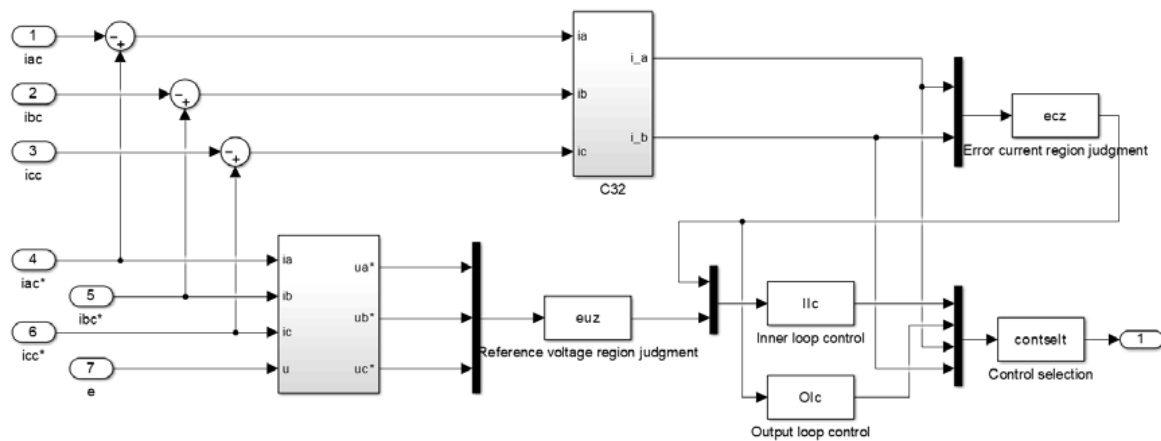 1
iac
2
ibc
3
icc
4
iac*
5
ibc*
6
icc*
7
e
ia
ib
ic
i_a
i_b
C32
ecz
Error current region judgment
ia
ib
ic
u
ua*
ub*
uc*
euz
Reference voltage region judgment
IIc
Inner loop control
OIc
Output loop control
contselt
Control selection
1